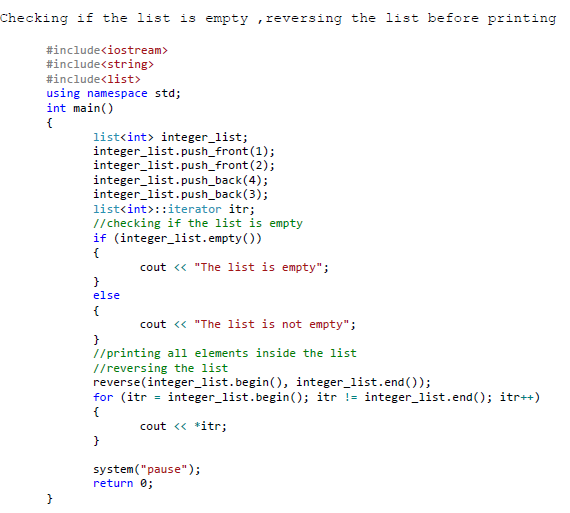 Checking if the list is empty ,reversing the list before printing
#include<iostream>
#include<string>
#include<list>
using namespace std;
int main()
{
list<int> integer_list;
integer_list.push_front(1);
integer_list.push_front(2);
integer_list.push_back(4);
integer_list.push_back(3);
list<int>::iterator itr;
//checking if the list is empty
if (integer_list.empty())
{
cout << "The list is empty";
}
else
{
cout << "The list is not empty";
}
//printing all elements inside the list
//reversing the list
reverse(integer_list.begin(), integer_list.end());
for (itr = integer_list.begin(); itr != integer_list.end(); itr++)
{
cout << *itr;
}
system("pause");
return 0;
}